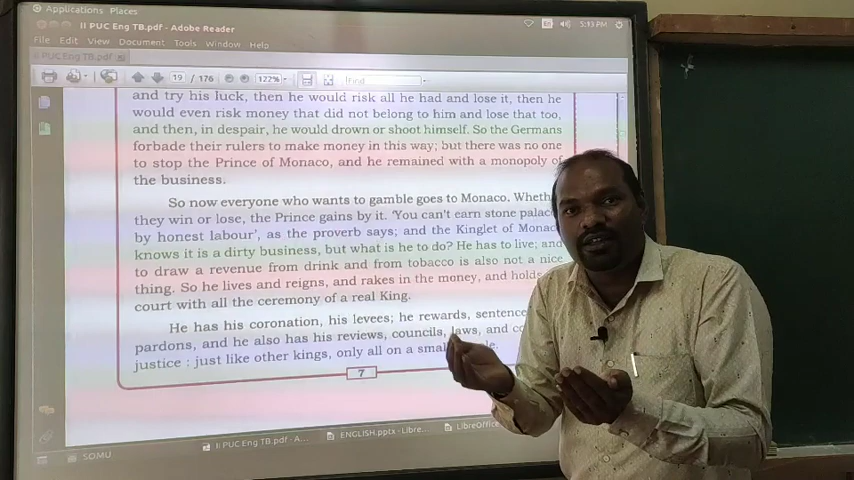 Applications Places
En 5:13 PM
II PUC Eng TB.pdf - Adobe Reader
File Edit View Document Tools Window Help
II PUC Eng TB.pdf
19 / 176 122% Find
and try his luck, then he would risk all he had and lose it, then he
would even risk money that did not belong to him and lose that too,
and then, in despair, he would drown or shoot himself. So the Germans
forbade their rulers to make money in this way; but there was no one
to stop the Prince of Monaco, and he remained with a monopoly of
the business.
So now everyone who wants to gamble goes to Monaco. Wheth
they win or lose, the Prince gains by it. 'You can't earn stone palac
by honest labour', as the proverb says; and the Kinglet of Monac
knows it is a dirty business, but what is he to do? He has to live; and
to draw a revenue from drink and from tobacco is also not a nice
thing. So he lives and reigns, and rakes in the money, and holds
court with all the ceremony of a real King.
He has his coronation, his levees; he rewards, sentence
pardons, and he also has his reviews, councils, laws, and co
justice : just like other kings, only all on a small
7
II PUC Eng TB.pdf - A... ENGLISH.pptx - Libre... LibreOffice
SOMU